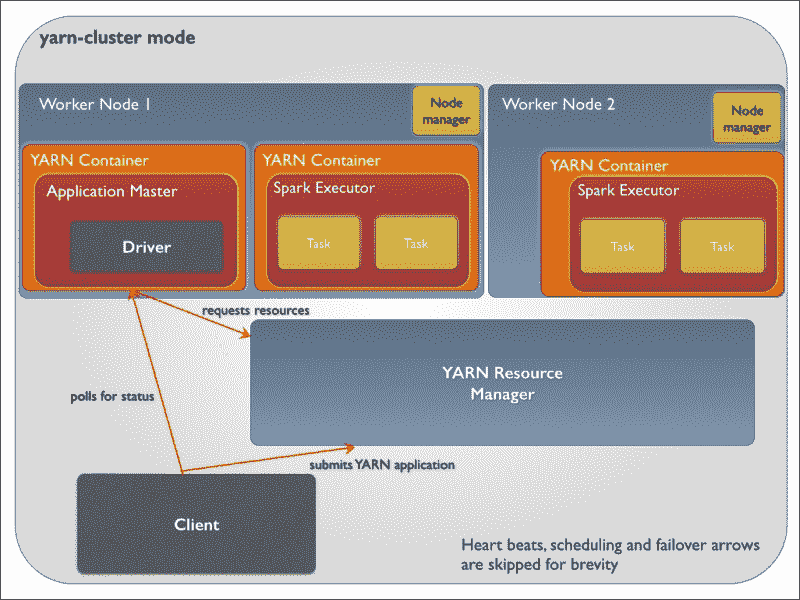 yarn-cluster mode
Worker Node 1
Node
manager
YARN Container
Application Master
Driver
YARN Container
Spark Executor
Task
Task
Worker Node 2
Node
manager
YARN Container
Spark Executor
Task
Task
requests resources
YARN Resource
Manager
polls for status
submits YARN application
Client
Heart beats, scheduling and failover arrows
are skipped for brevity